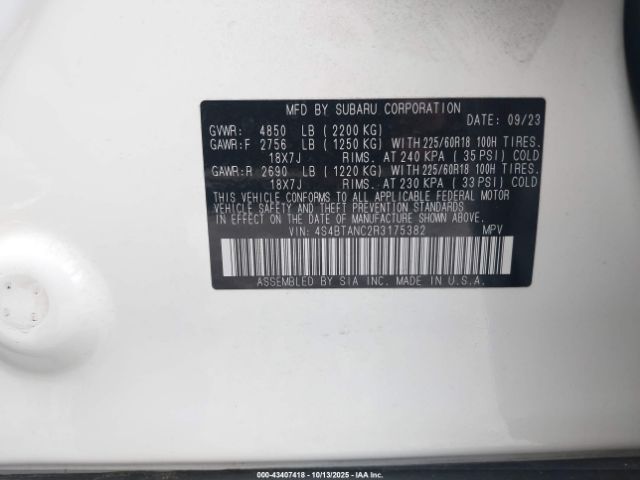 MFD BY SUBARU CORPORATION
DATE: 09/23
GVWR: 4850 LB (2200 KG)
GAWR:F 2756 LB (1250 KG) WITH 225/60R18 100H TIRES.
18X7J RIMS. AT 240 KPA (35 PSI) COLD
GAWR:R 2690 LB (1220 KG) WITH 225/60R18 100H TIRES.
18X7J RIMS. AT 230 KPA (33 PSI) COLD
THIS VEHICLE CONFORMS TO ALL APPLICABLE FEDERAL MOTOR
VEHICLE SAFETY AND THEFT PREVENTION STANDARDS
IN EFFECT ON THE DATE OF MANUFACTURE SHOWN ABOVE.
VIN: 4S4BTANC2R3175382 MPV
ASSEMBLED BY SIA INC. MADE IN U.S.A.
000-43407418 - 10/13/2025 - IAA Inc.